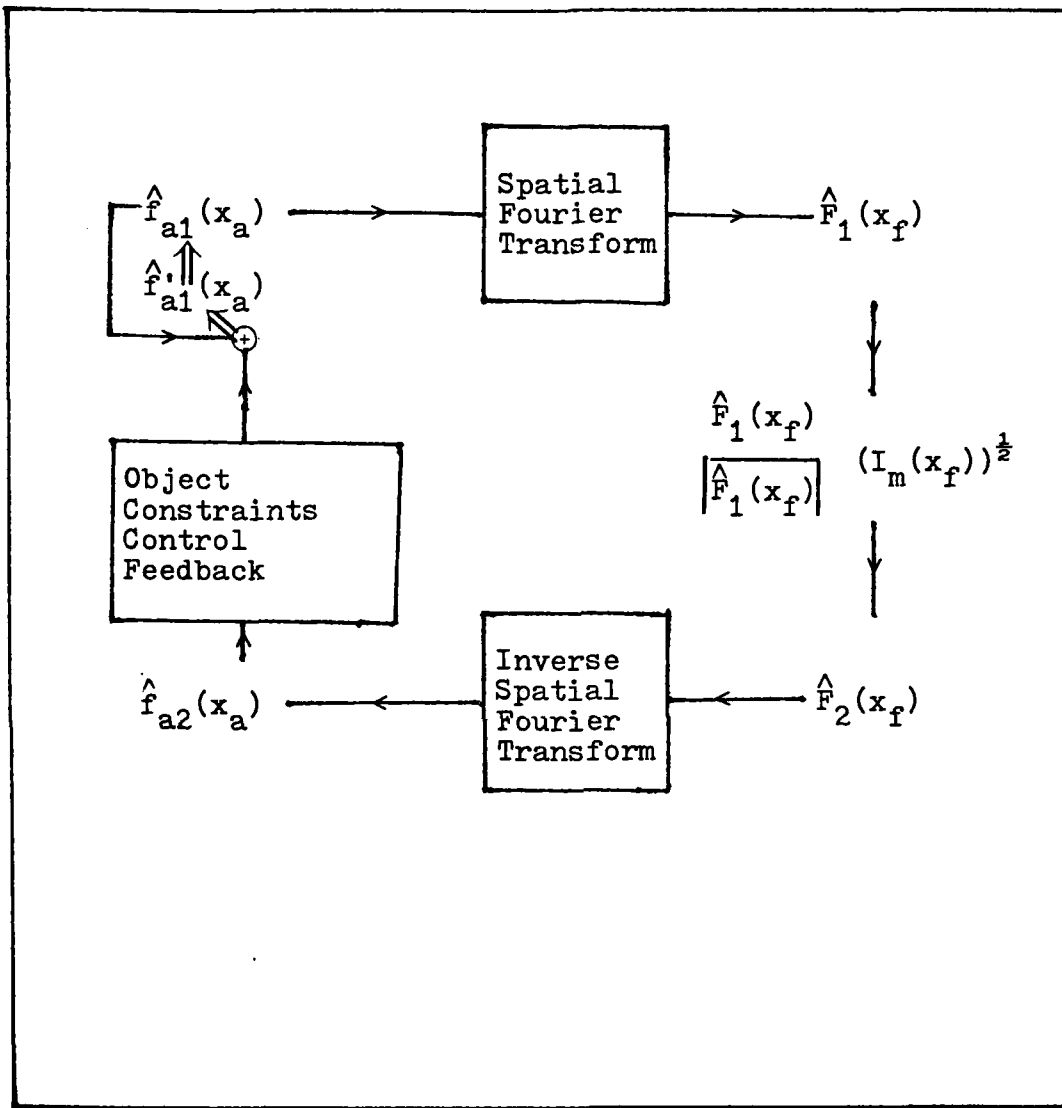 Spatial
Fourier
Transform
f̂a1(xa)
F̂1(xf)
f̂'a1(xa)
+
F̂1(xf)
|F̂1(xf)|
(Im(xf))½
Object
Constraints
Control
Feedback
Inverse
Spatial
Fourier
Transform
f̂a2(xa)
F̂2(xf)